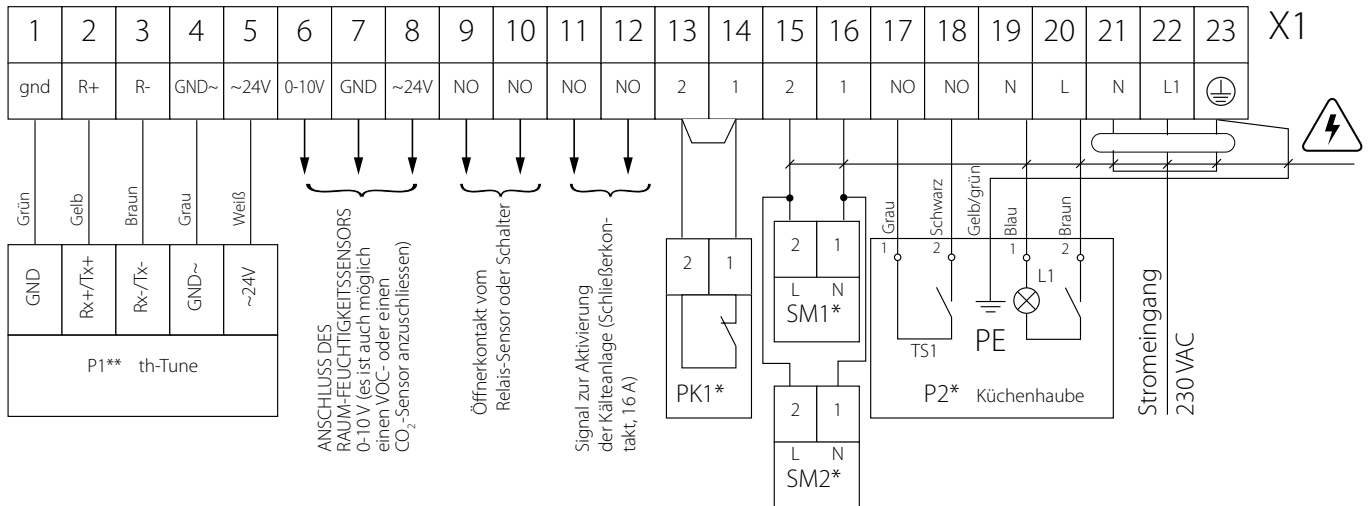 1 2 3 4 5 6 7 8 9 10 11 12 13 14 15 16 17 18 19 20 21 22 23 X1
gnd R+ R- GND~ ~24V 0-10V GND ~24V NO NO NO NO 2 1 2 1 NO NO N L N L1
Grün
Gelb
Braun
Grau
Weiß
GND
Rx+/Tx+
Rx-/Tx-
GND~
~24V
P1** th-Tune
ANSCHLUSS DES
RAUM-FEUCHTIGKEITSSENSORS
0-10 V (es ist auch möglich
einen VOC- oder einen
CO₂-Sensor anzuschliessen)
Öffnerkontakt vom
Relais-Sensor oder Schalter
Signal zur Aktivierung
der Kälteanlage (Schließerkon-
takt, 16 A)
2 1
PK1*
2 1
L N
SM1*
2 1
L N
SM2*
Grau
Schwarz
Gelb/grün
Blau
Braun
1 2 1 2
TS1
PE
L1
P2* Küchenhaube
Stromeingang
230 VAC